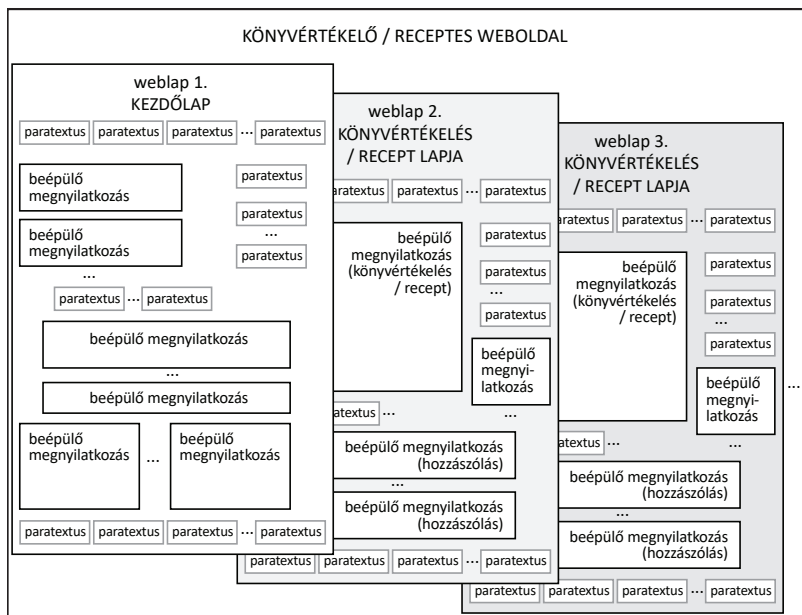 KÖNYVÉRTÉKELŐ / RECEPTES WEBOLDAL
weblap 1.
KEZDŐLAP
paratextus paratextus paratextus ... paratextus
beépülő
megnyilatkozás
paratextus
paratextus
...
paratextus
beépülő
megnyilatkozás
...
paratextus ... paratextus
beépülő megnyilatkozás
...
beépülő megnyilatkozás
beépülő
megnyilatkozás
...
beépülő
megnyilatkozás
paratextus paratextus paratextus ... paratextus
weblap 2.
KÖNYVÉRTÉKELÉS
/ RECEPT LAPJA
paratextus paratextus ... paratextus
beépülő
megnyilatkozás
(könyvértékelés
/ recept)
paratextus
paratextus
...
paratextus
beépülő
megnyi-
latkozás
...
paratextus ...
beépülő megnyilatkozás
(hozzászólás)
...
beépülő megnyilatkozás
(hozzászólás)
paratextus paratextus paratextus ... paratextus
weblap 3.
KÖNYVÉRTÉKELÉS
/ RECEPT LAPJA
paratextus paratextus ... paratextus
beépülő
megnyilatkozás
(könyvértékelés
/ recept)
paratextus
paratextus
...
paratextus
beépülő
megnyi-
latkozás
...
paratextus ...
beépülő megnyilatkozás
(hozzászólás)
...
beépülő megnyilatkozás
(hozzászólás)
paratextus paratextus paratextus ... paratextus
...